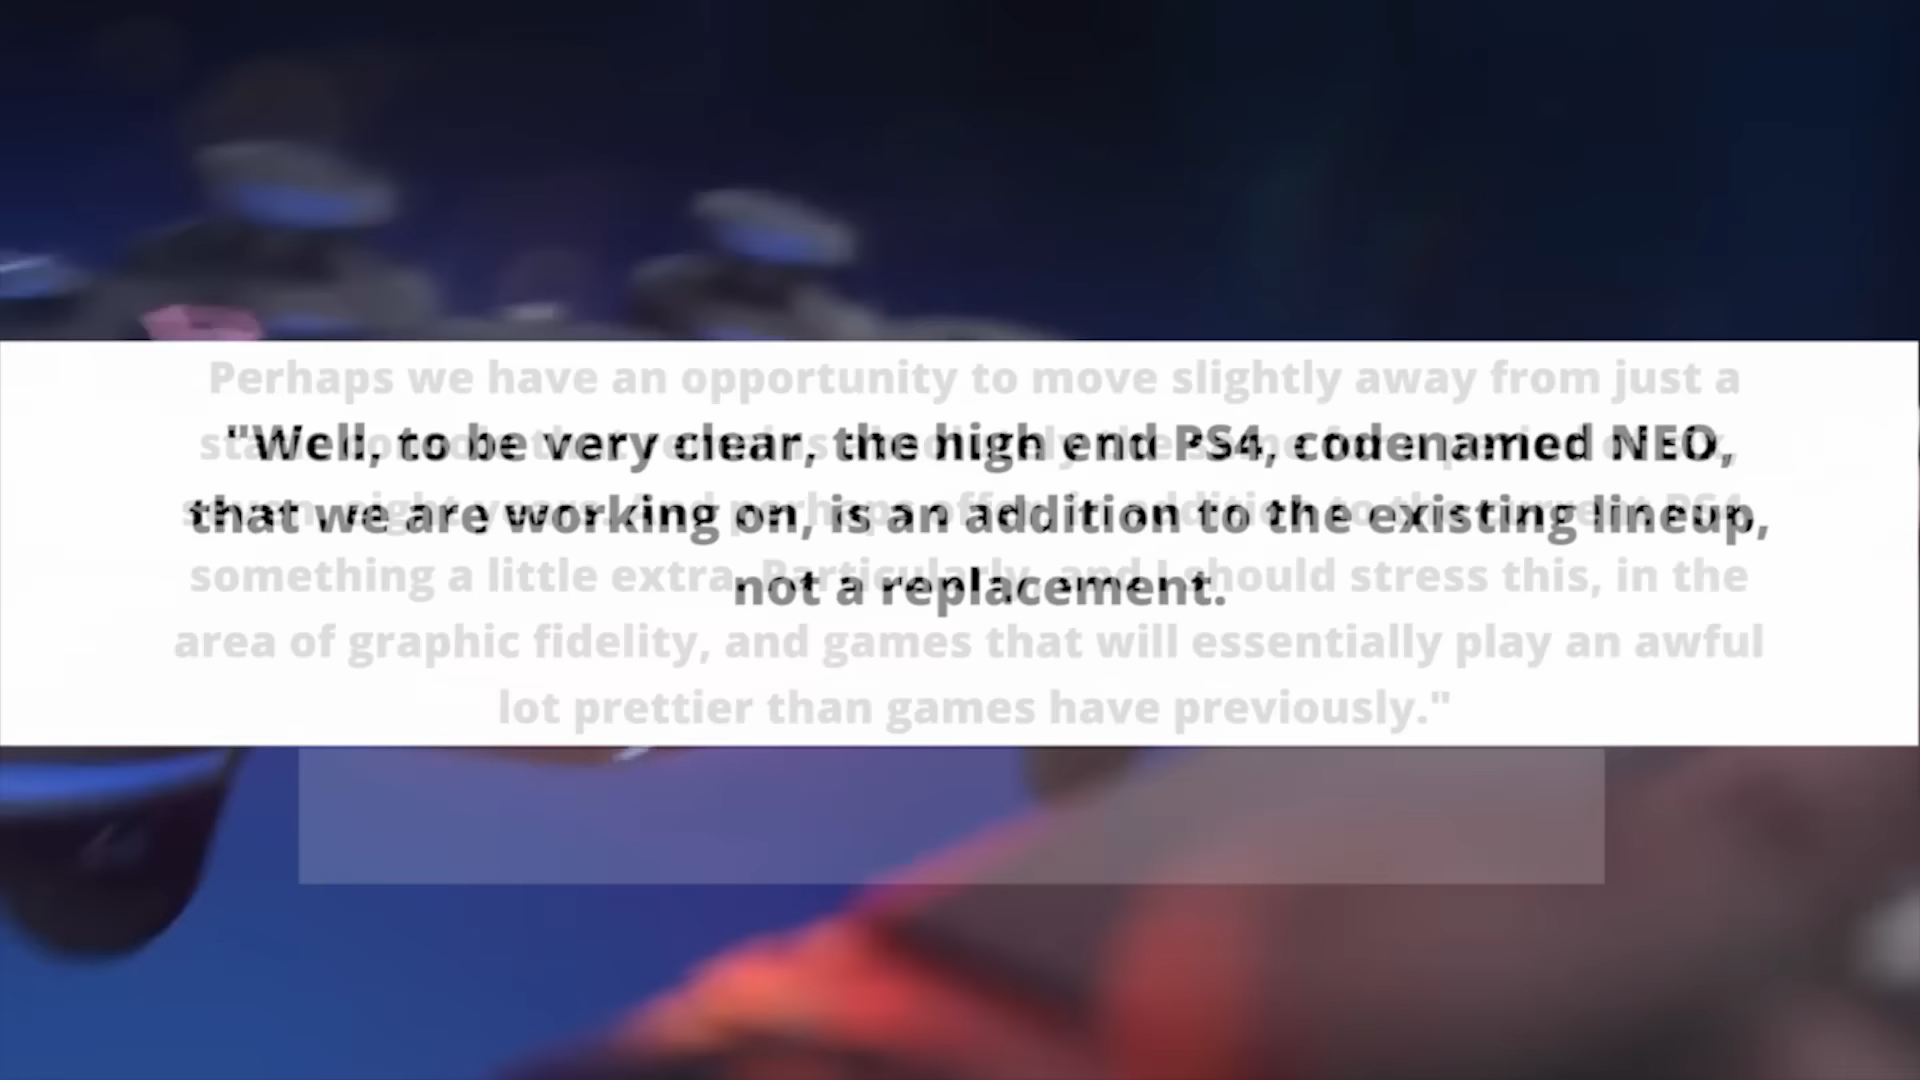 Perhaps we have an opportunity to move slightly away from just a
"Well, to be very clear, the high end PS4, codenamed NEO,
that we are working on, is an addition to the existing lineup,
something a little extra. Particularly, and I should stress this, in the
not a replacement.
area of graphic fidelity, and games that will essentially play an awful
lot prettier than games have previously."